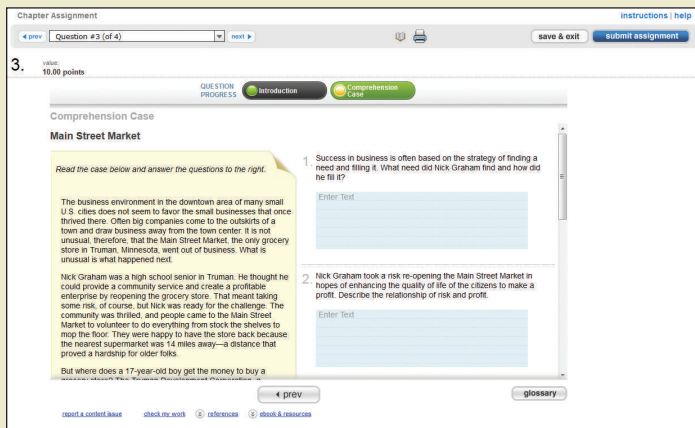 Chapter Assignment
instructions | help
prev
Question #3 (of 4)
next
save & exit
submit assignment
3.
value:
10.00 points
QUESTION
PROGRESS
Introduction
Comprehension
Case
Comprehension Case
Main Street Market
Read the case below and answer the questions to the right.
The business environment in the downtown area of many small
U.S. cities does not seem to favor the small businesses that once
thrived there. Often big companies come to the outskirts of a
town and draw business away from the town center. It is not
unusual, therefore, that the Main Street Market, the only grocery
store in Truman, Minnesota, went out of business. What is
unusual is what happened next.
Nick Graham was a high school senior in Truman. He thought he
could provide a community service and create a profitable
enterprise by reopening the grocery store. That meant taking
some risk, of course, but Nick was ready for the challenge. The
community was thrilled, and people came to the Main Street
Market to volunteer to do everything from stock the shelves to
mop the floor. They were happy to have the store back because
the nearest supermarket was 14 miles away—a distance that
proved a hardship for older folks.
But where does a 17-year-old boy get the money to buy a
grocery store? The Truman Development Corporation, a
1. Success in business is often based on the strategy of finding a
need and filling it. What need did Nick Graham find and how did
he fill it?
Enter Text
2. Nick Graham took a risk re-opening the Main Street Market in
hopes of enhancing the quality of life of the citizens to make a
profit. Describe the relationship of risk and profit.
Enter Text
prev
glossary
report a content issue
check my work
references
ebook & resources